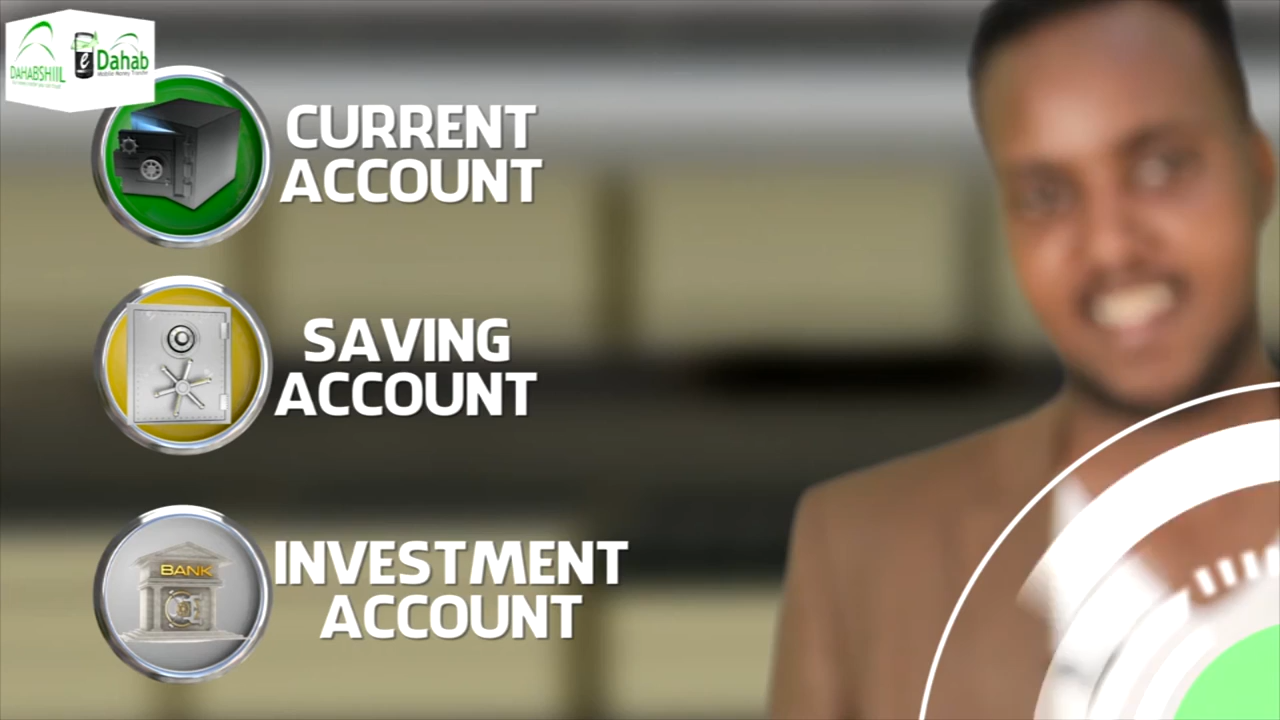 DAHABSHIIL
e Dahab
Mobile Money Transfer
CURRENT
ACCOUNT
SAVING
ACCOUNT
INVESTMENT
ACCOUNT
BANK